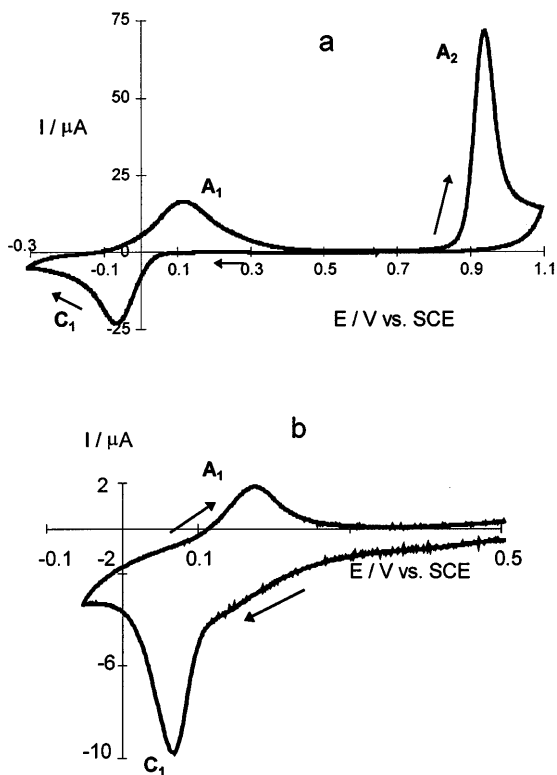 75
a
A₂
I / µA
50
25
A₁
-0.3
0
-0.1
0.1
0.3
0.5
0.7
0.9
1.1
C₁
-25
E / V vs. SCE
b
I / µA
A₁
2
-0.1
-2
0.1
E / V vs. SCE
0.5
-6
-10
C₁